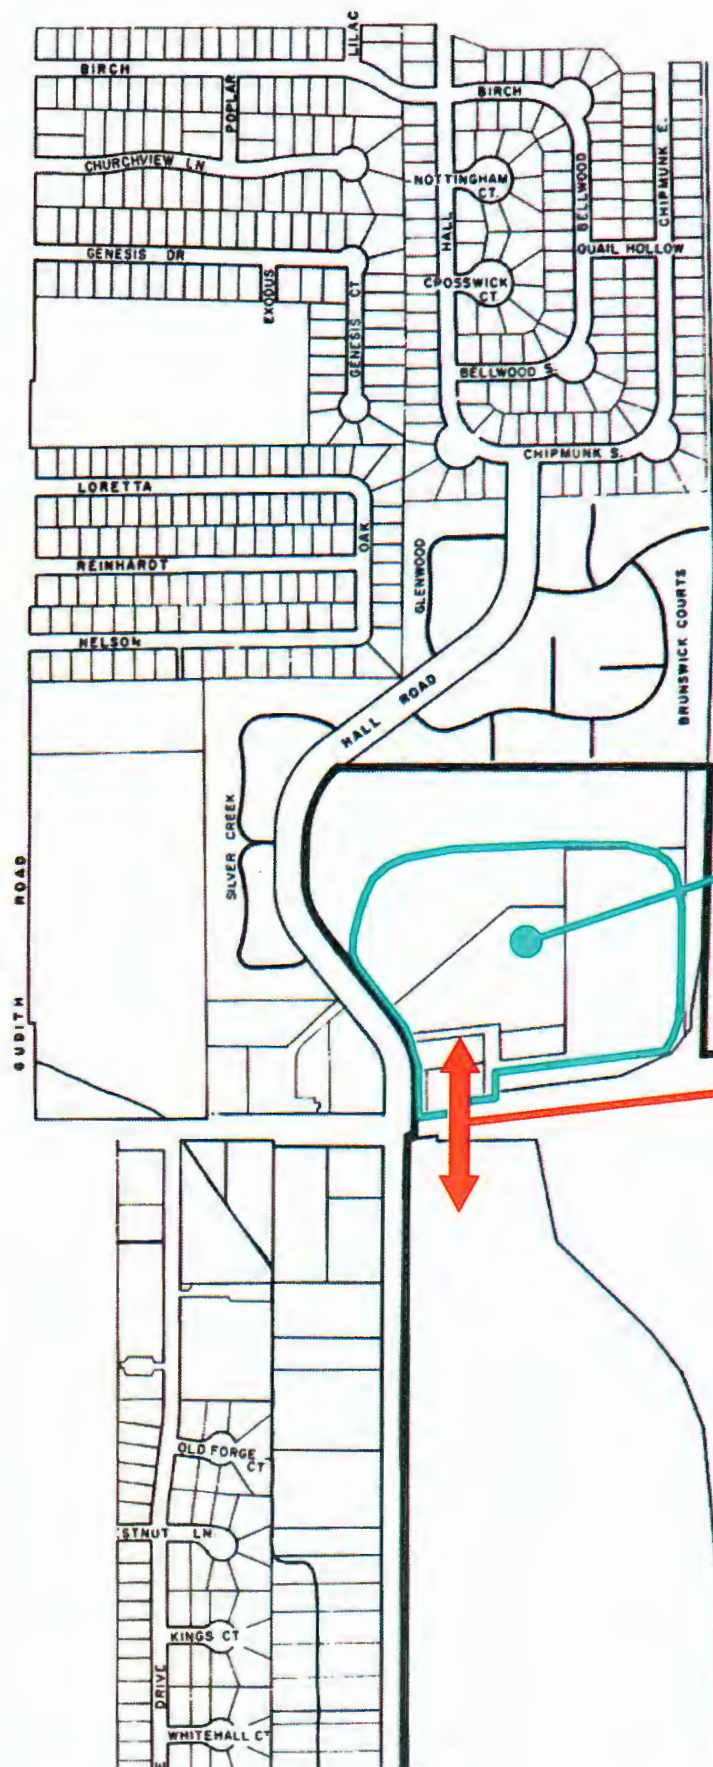 LILAC
BIRCH
BIRCH
POPLAR
CHIPMUNK E.
CHURCHVIEW LN
NOTTINGHAM
CT.
BELLWOOD
HALL
QUAIL HOLLOW
GENESIS DR
EXODUS
GENESIS CT
CROSSWICK
CT.
BELLWOOD S.
CHIPMUNK S.
LORETTA
OAK
REINHARDT
GLENWOOD
NELSON
BRUNSWICK COURTS
HALL ROAD
SILVER CREEK
GUDITH ROAD
OLD FORGE
CT
STNUT LN
KINGS CT
DRIVE
WHITEHALL CT
E